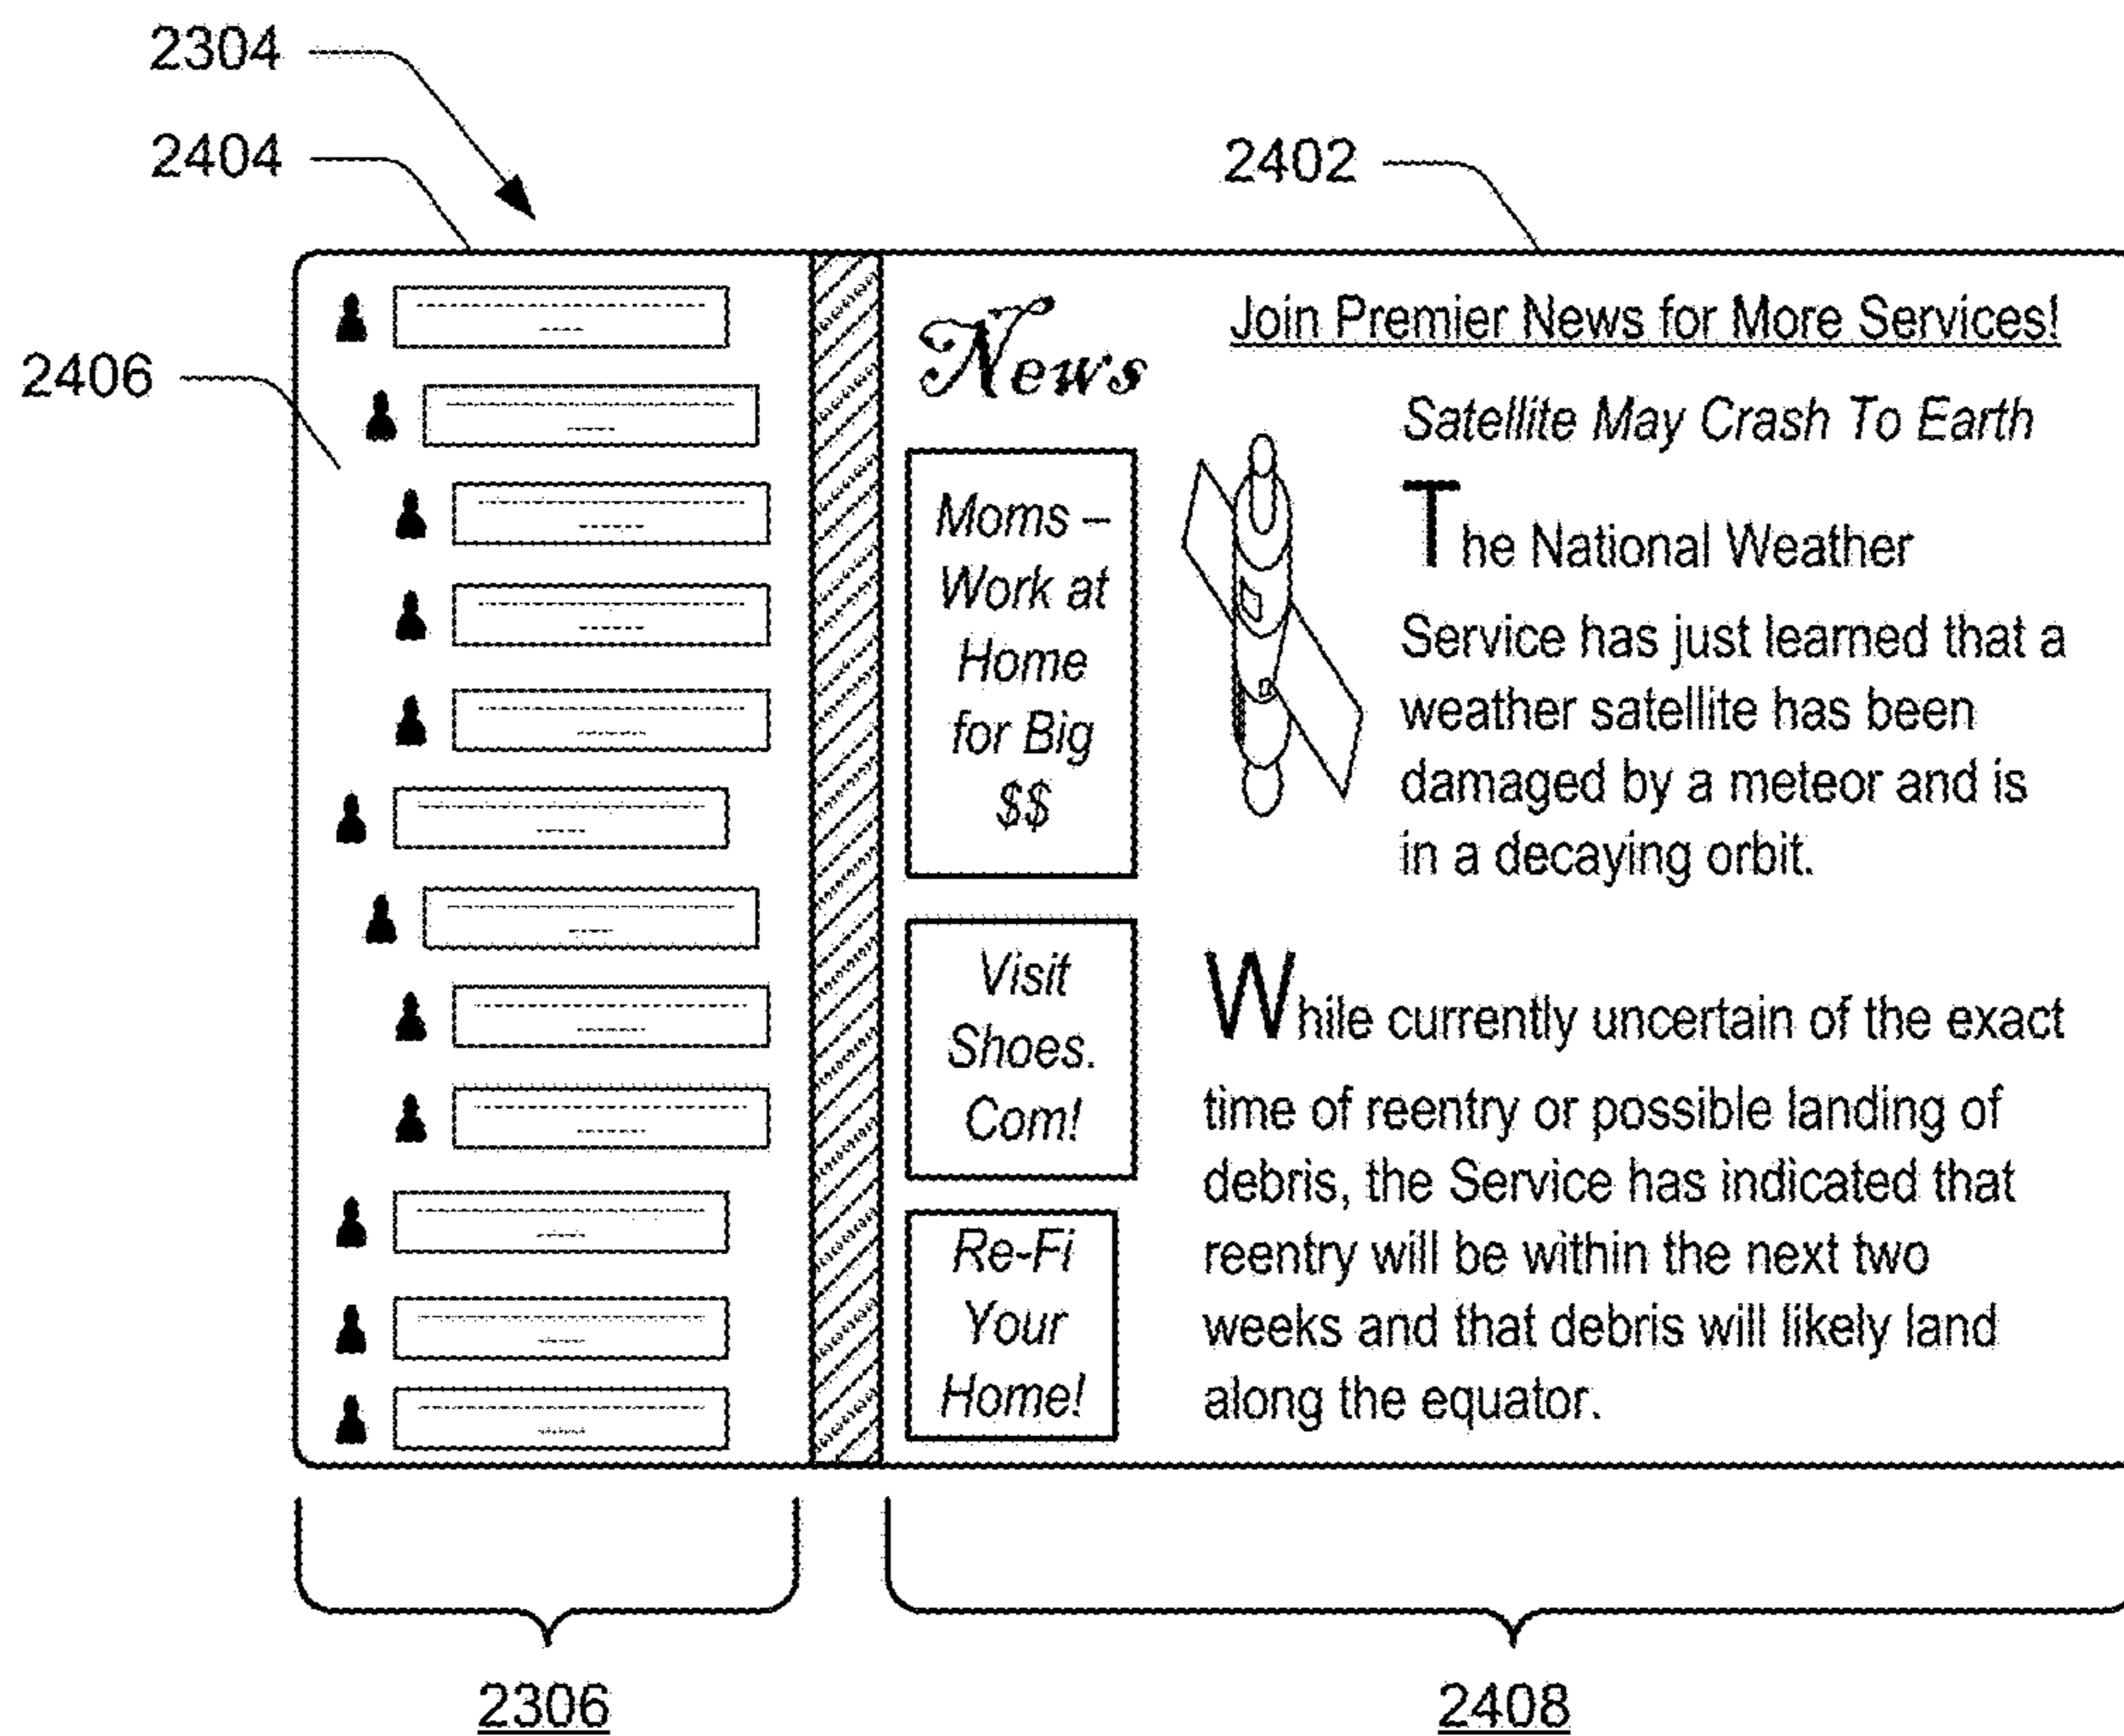 2304
2404
2402
2406
News
Join Premier News for More Services!
Satellite May Crash To Earth
Moms –
Work at
Home
for Big
$$
The National Weather
Service has just learned that a
weather satellite has been
damaged by a meteor and is
in a decaying orbit.
Visit
Shoes.
Com!
While currently uncertain of the exact
time of reentry or possible landing of
debris, the Service has indicated that
reentry will be within the next two
weeks and that debris will likely land
along the equator.
Re-Fi
Your
Home!
2306
2408